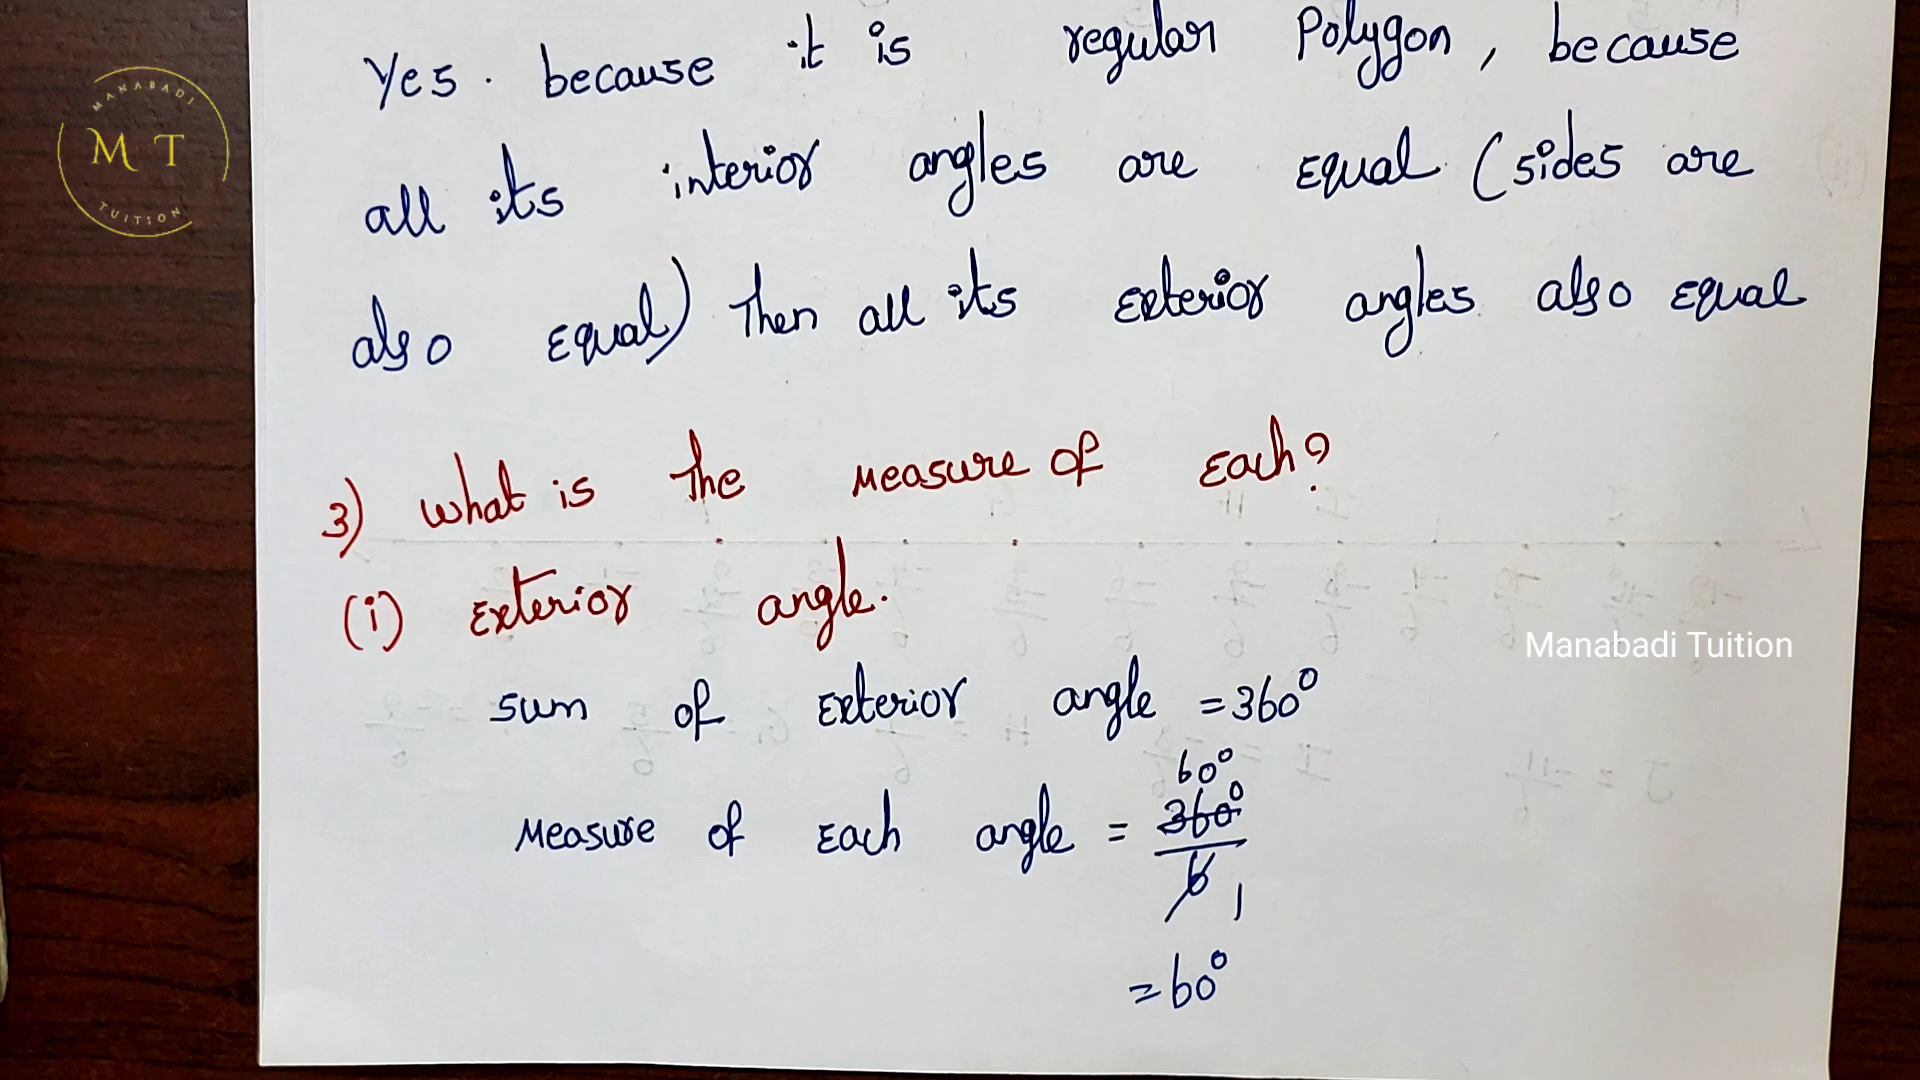 Yes. because it is regular Polygon, because
all its interior angles are equal (sides are
also equal) Then all its exterior angles also equal
3) What is the measure of each?
(i) exterior angle.
sum of exterior angle = 360°
60°
Measure of each angle = 360°/6 1
= 60°
MANABADI
MT
TUITION
Manabadi Tuition